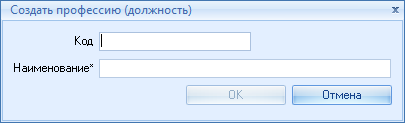 Создать профессию (должность)
Код
Наименование*
OK
Отмена